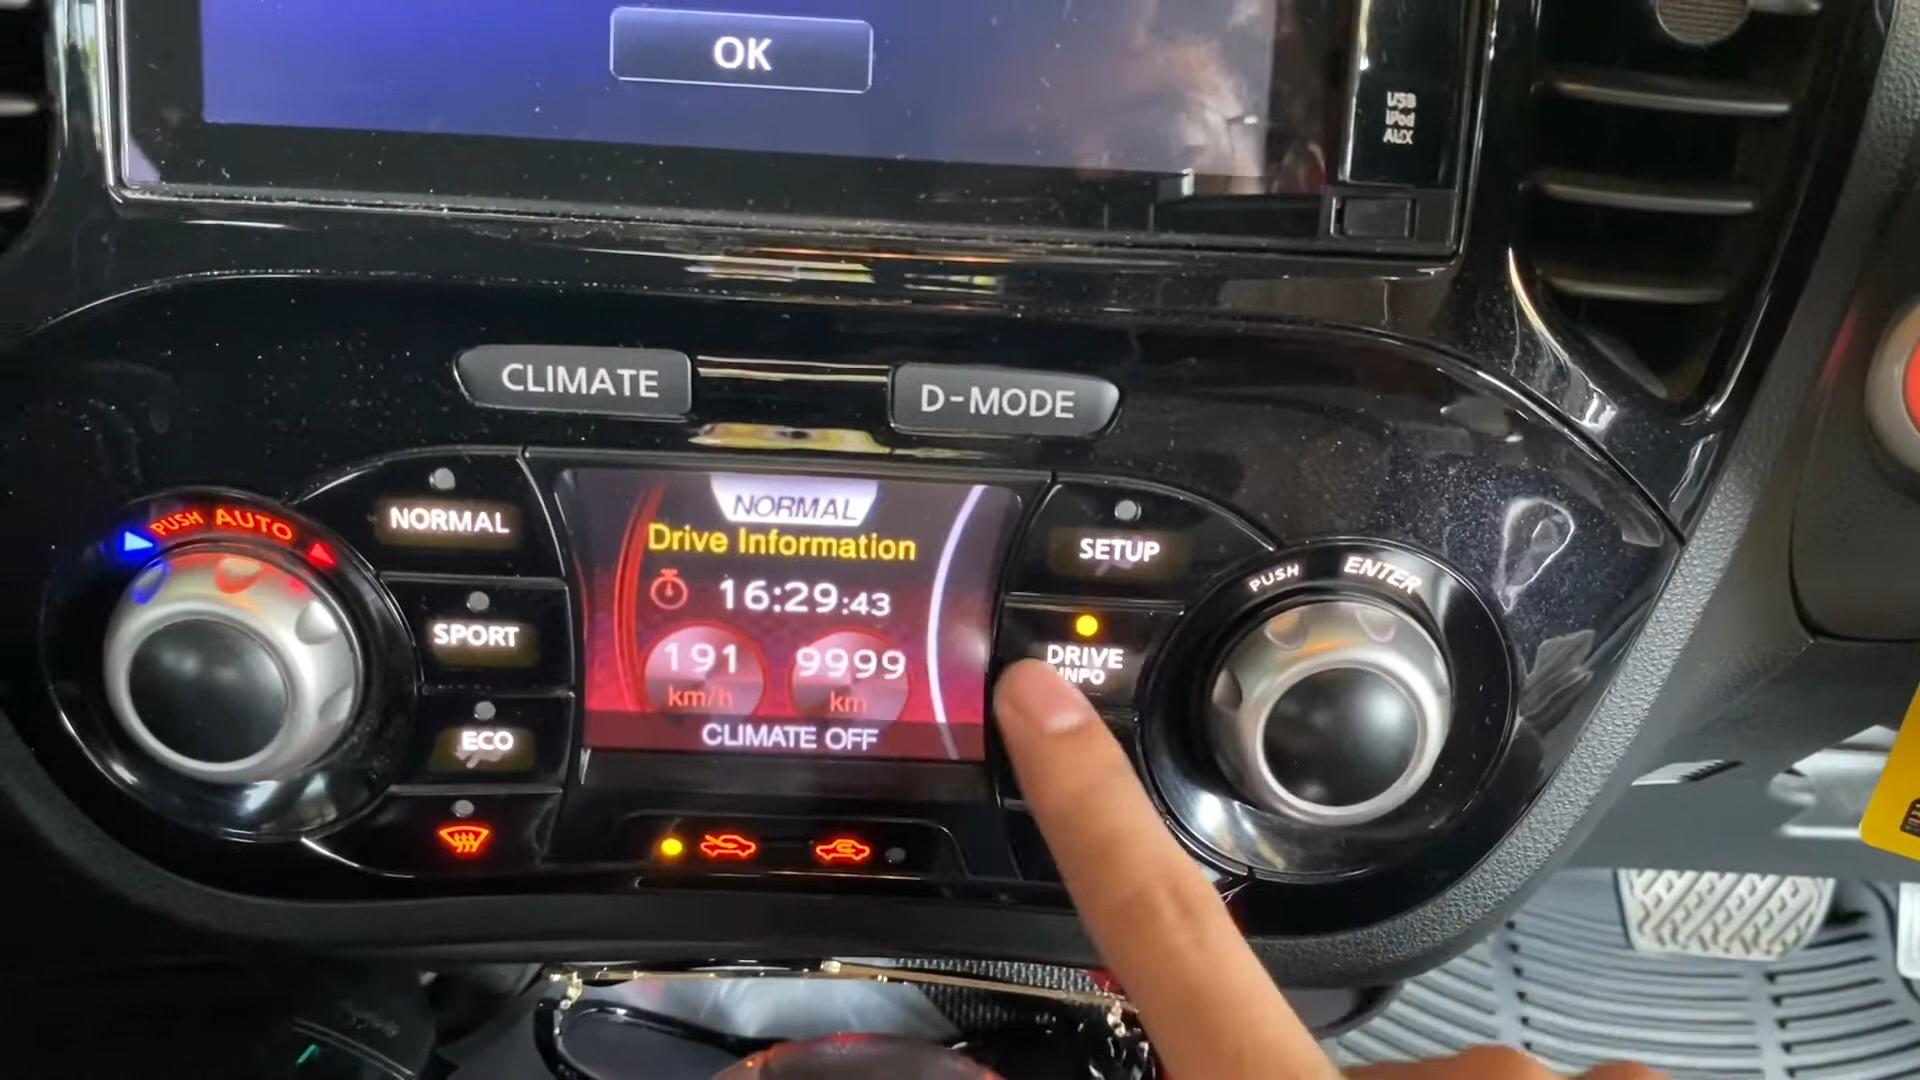 OK
USB
iPod
AUX
CLIMATE
D-MODE
PUSH AUTO
NORMAL
SPORT
ECO
NORMAL
Drive Information
16:29:43
191
km/h
9999
km
CLIMATE OFF
SETUP
DRIVE
INFO
PUSH ENTER